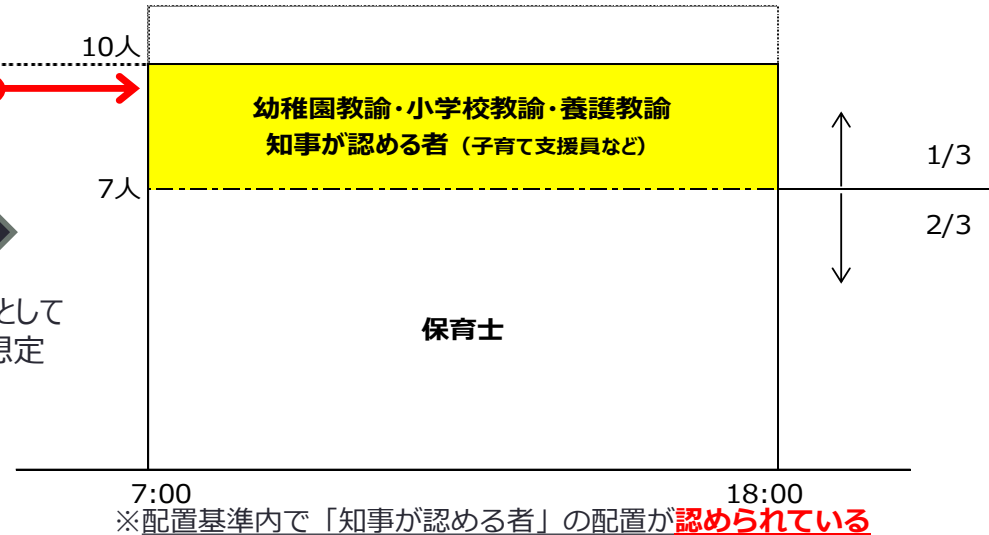 10人
幼稚園教諭・小学校教諭・養護教諭
知事が認める者（子育て支援員など）
1/3
7人
2/3
として
想定
保育士
7:00
18:00
※配置基準内で「知事が認める者」の配置が認められている